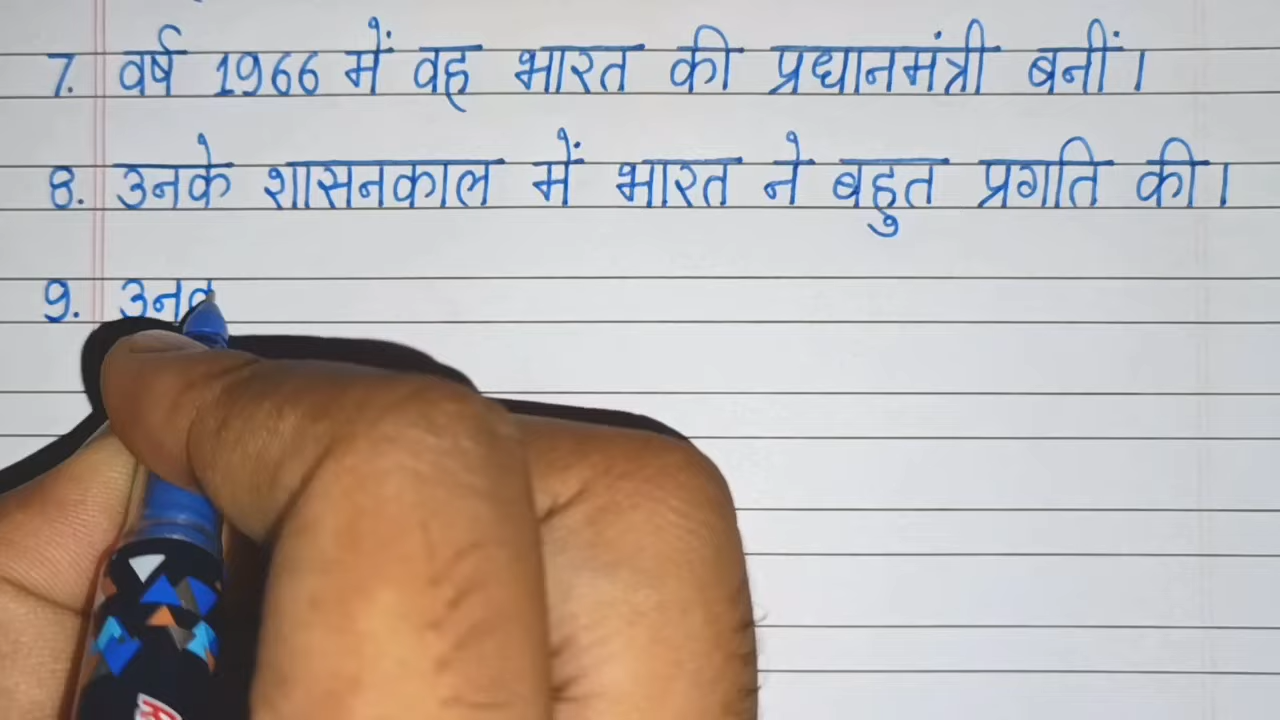 7. वर्ष 1966 में वह भारत की प्रधानमंत्री बनीं।
8. उनके शासनकाल में भारत ने बहुत प्रगति की।
9.